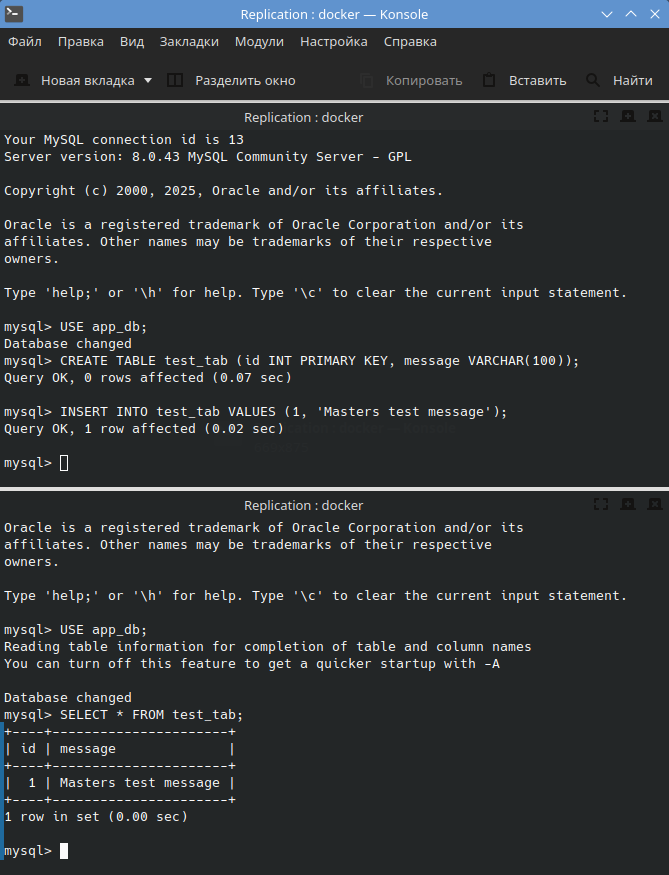 Replication : docker — Konsole
Файл Правка Вид Закладки Модули Настройка Справка
Новая вкладка Разделить окно Копировать Вставить Найти
Replication : docker
Your MySQL connection id is 13
Server version: 8.0.43 MySQL Community Server - GPL
Copyright (c) 2000, 2025, Oracle and/or its affiliates.
Oracle is a registered trademark of Oracle Corporation and/or its
affiliates. Other names may be trademarks of their respective
owners.
Type 'help;' or '\h' for help. Type '\c' to clear the current input statement.
mysql> USE app_db;
Database changed
mysql> CREATE TABLE test_tab (id INT PRIMARY KEY, message VARCHAR(100));
Query OK, 0 rows affected (0.07 sec)
mysql> INSERT INTO test_tab VALUES (1, 'Masters test message');
Query OK, 1 row affected (0.02 sec)
mysql>
Replication : docker
Oracle is a registered trademark of Oracle Corporation and/or its
affiliates. Other names may be trademarks of their respective
owners.
Type 'help;' or '\h' for help. Type '\c' to clear the current input statement.
mysql> USE app_db;
Reading table information for completion of table and column names
You can turn off this feature to get a quicker startup with -A
Database changed
mysql> SELECT * FROM test_tab;
+----+----------------------+
| id | message              |
+----+----------------------+
|  1 | Masters test message |
+----+----------------------+
1 row in set (0.00 sec)
mysql>